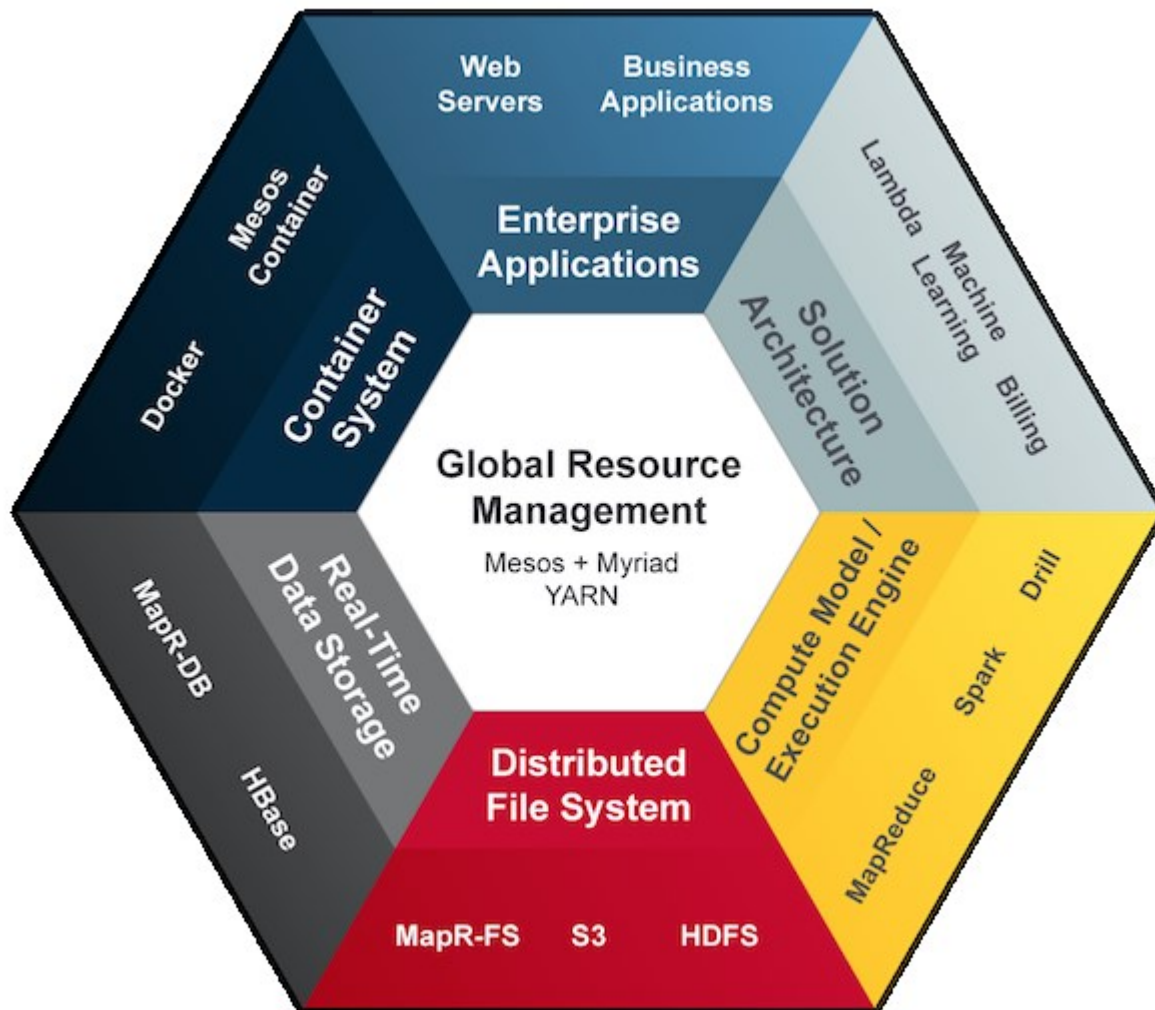 Web
Servers
Business
Applications
Enterprise
Applications
Lambda
Machine
Learning
Billing
Solution
Architecture
Mesos
Container
Docker
Container
System
Global Resource
Management
Mesos + Myriad
YARN
Drill
Spark
MapReduce
Compute Model /
Execution Engine
Real-Time
Data Storage
MapR-DB
HBase
Distributed
File System
MapR-FS
S3
HDFS